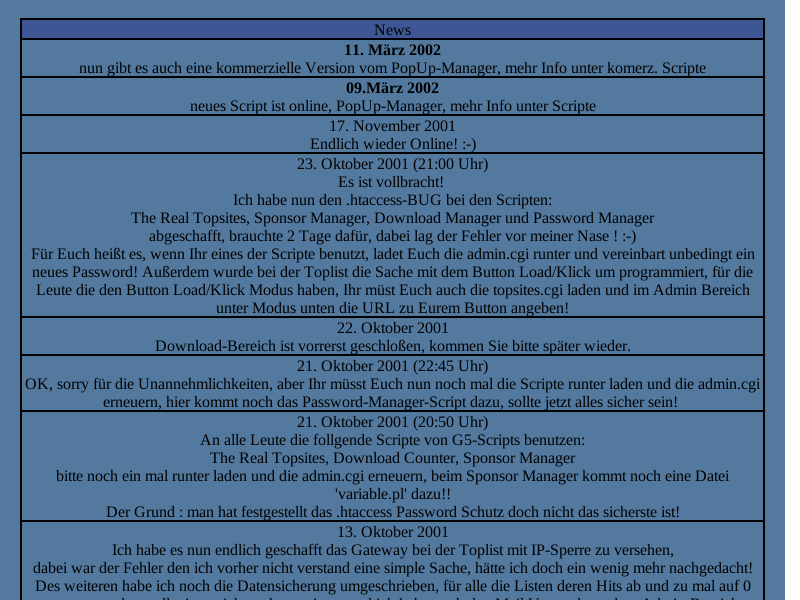 News
11. März 2002
nun gibt es auch eine kommerzielle Version vom PopUp-Manager, mehr Info unter komerz. Scripte
09.März 2002
neues Script ist online, PopUp-Manager, mehr Info unter Scripte
17. November 2001
Endlich wieder Online! :-)
23. Oktober 2001 (21:00 Uhr)
Es ist vollbracht!
Ich habe nun den .htaccess-BUG bei den Scripten:
The Real Topsites, Sponsor Manager, Download Manager und Password Manager
abgeschafft, brauchte 2 Tage dafür, dabei lag der Fehler vor meiner Nase ! :-)
Für Euch heißt es, wenn Ihr eines der Scripte benutzt, ladet Euch die admin.cgi runter und vereinbart unbedingt ein
neues Password! Außerdem wurde bei der Toplist die Sache mit dem Button Load/Klick um programmiert, für die
Leute die den Button Load/Klick Modus haben, Ihr müst Euch auch die topsites.cgi laden und im Admin Bereich
unter Modus unten die URL zu Eurem Button angeben!
22. Oktober 2001
Download-Bereich ist vorrerst geschloßen, kommen Sie bitte später wieder.
21. Oktober 2001 (22:45 Uhr)
OK, sorry für die Unannehmlichkeiten, aber Ihr müsst Euch nun noch mal die Scripte runter laden und die admin.cgi
erneuern, hier kommt noch das Password-Manager-Script dazu, sollte jetzt alles sicher sein!
21. Oktober 2001 (20:50 Uhr)
An alle Leute die follgende Scripte von G5-Scripts benutzen:
The Real Topsites, Download Counter, Sponsor Manager
bitte noch ein mal runter laden und die admin.cgi erneuern, beim Sponsor Manager kommt noch eine Datei
'variable.pl' dazu!!
Der Grund : man hat festgestellt das .htaccess Password Schutz doch nicht das sicherste ist!
13. Oktober 2001
Ich habe es nun endlich geschafft das Gateway bei der Toplist mit IP-Sperre zu versehen,
dabei war der Fehler den ich vorher nicht verstand eine simple Sache, hätte ich doch ein wenig mehr nachgedacht!
Des weiteren habe ich noch die Datensicherung umgeschrieben, für alle die Listen deren Hits ab und zu mal auf 0